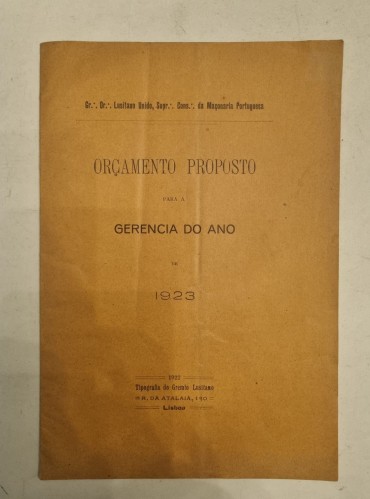 Gr.·. Or.·. Lusitano Unido, Supr.·. Cons.·. da Maçonaria Portuguesa
ORÇAMENTO PROPOSTO
PARA A
GERENCIA DO ANO
DE
1923
1922
Tipografia do Gremio Lusitano
R. DA ATALAIA, 150
Lisboa